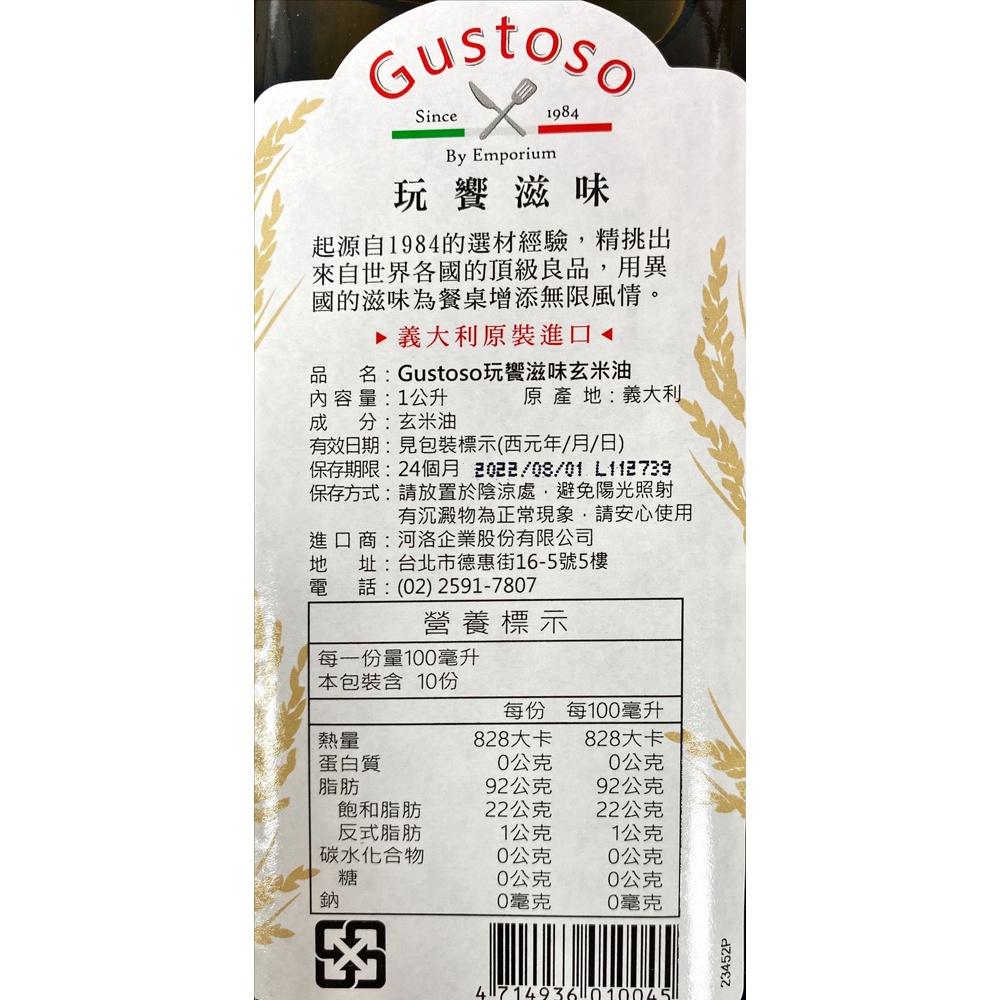 Gustoso
Since 1984
By Emporium
玩饗滋味
起源自1984的選材經驗，精挑出
來自世界各國的頂級良品，用異
國的滋味為餐桌增添無限風情。
▶義大利原裝進口◀
品名：Gustoso玩饗滋味玄米油
內容量：1公升 原產地：義大利
成分：玄米油
有效日期：見包裝標示(西元年/月/日)
保存期限：24個月 2022/08/01 L112739
保存方式：請放置於陰涼處，避免陽光照射
有沉澱物為正常現象，請安心使用
進口商：河洛企業股份有限公司
地址：台北市德惠街16-5號5樓
電話：(02) 2591-7807
營養標示
每一份量100毫升
本包裝含 10份
每份 每100毫升
熱量 828大卡 828大卡
蛋白質 0公克 0公克
脂肪 92公克 92公克
飽和脂肪 22公克 22公克
反式脂肪 1公克 1公克
碳水化合物 0公克 0公克
糖 0公克 0公克
鈉 0毫克 0毫克
4 714936 010045
23452P